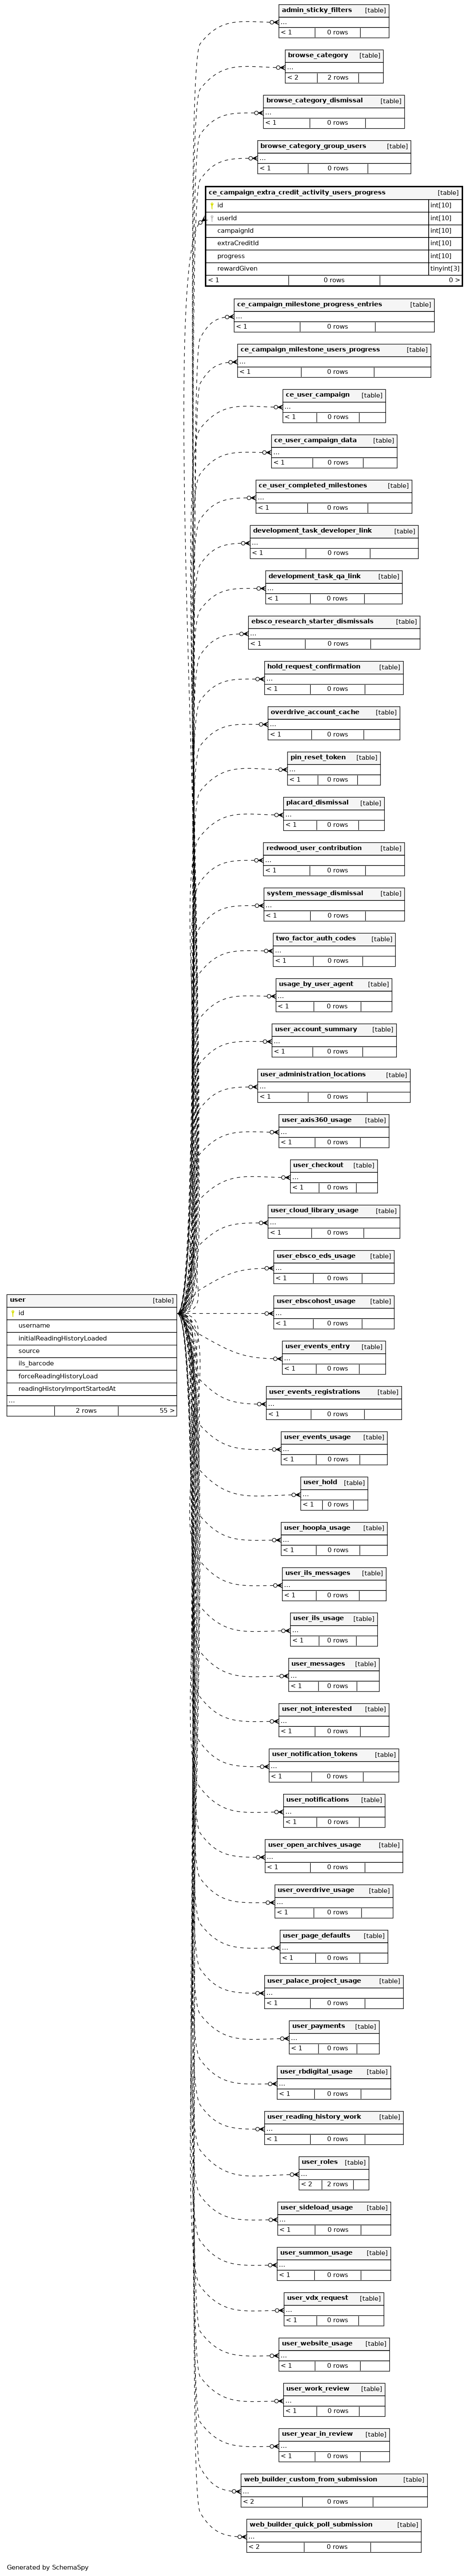 admin_sticky_filters [table]
...
< 1 0 rows
browse_category [table]
...
< 2 2 rows
browse_category_dismissal [table]
...
< 1 0 rows
browse_category_group_users [table]
...
< 1 0 rows
ce_campaign_extra_credit_activity_users_progress [table]
id int[10]
userId int[10]
campaignId int[10]
extraCreditId int[10]
progress int[10]
rewardGiven tinyint[3]
< 1 0 rows 0 >
ce_campaign_milestone_progress_entries [table]
...
< 1 0 rows
ce_campaign_milestone_users_progress [table]
...
< 1 0 rows
ce_user_campaign [table]
...
< 1 0 rows
ce_user_campaign_data [table]
...
< 1 0 rows
ce_user_completed_milestones [table]
...
< 1 0 rows
development_task_developer_link [table]
...
< 1 0 rows
development_task_qa_link [table]
...
< 1 0 rows
ebsco_research_starter_dismissals [table]
...
< 1 0 rows
hold_request_confirmation [table]
...
< 1 0 rows
overdrive_account_cache [table]
...
< 1 0 rows
pin_reset_token [table]
...
< 1 0 rows
placard_dismissal [table]
...
< 1 0 rows
redwood_user_contribution [table]
...
< 1 0 rows
system_message_dismissal [table]
...
< 1 0 rows
two_factor_auth_codes [table]
...
< 1 0 rows
usage_by_user_agent [table]
...
< 1 0 rows
user_account_summary [table]
...
< 1 0 rows
user_administration_locations [table]
...
< 1 0 rows
user_axis360_usage [table]
...
< 1 0 rows
user_checkout [table]
...
< 1 0 rows
user_cloud_library_usage [table]
...
< 1 0 rows
user_ebsco_eds_usage [table]
...
< 1 0 rows
user [table]
id
username
initialReadingHistoryLoaded
source
ils_barcode
forceReadingHistoryLoad
readingHistoryImportStartedAt
...
2 rows 55 >
user_ebscohost_usage [table]
...
< 1 0 rows
user_events_entry [table]
...
< 1 0 rows
user_events_registrations [table]
...
< 1 0 rows
user_events_usage [table]
...
< 1 0 rows
user_hold [table]
...
< 1 0 rows
user_hoopla_usage [table]
...
< 1 0 rows
user_ils_messages [table]
...
< 1 0 rows
user_ils_usage [table]
...
< 1 0 rows
user_messages [table]
...
< 1 0 rows
user_not_interested [table]
...
< 1 0 rows
user_notification_tokens [table]
...
< 1 0 rows
user_notifications [table]
...
< 1 0 rows
user_open_archives_usage [table]
...
< 1 0 rows
user_overdrive_usage [table]
...
< 1 0 rows
user_page_defaults [table]
...
< 1 0 rows
user_palace_project_usage [table]
...
< 1 0 rows
user_payments [table]
...
< 1 0 rows
user_rbdigital_usage [table]
...
< 1 0 rows
user_reading_history_work [table]
...
< 1 0 rows
user_roles [table]
...
< 2 2 rows
user_sideload_usage [table]
...
< 1 0 rows
user_summon_usage [table]
...
< 1 0 rows
user_vdx_request [table]
...
< 1 0 rows
user_website_usage [table]
...
< 1 0 rows
user_work_review [table]
...
< 1 0 rows
user_year_in_review [table]
...
< 1 0 rows
web_builder_custom_from_submission [table]
...
< 2 0 rows
web_builder_quick_poll_submission [table]
...
< 2 0 rows
Generated by SchemaSpy